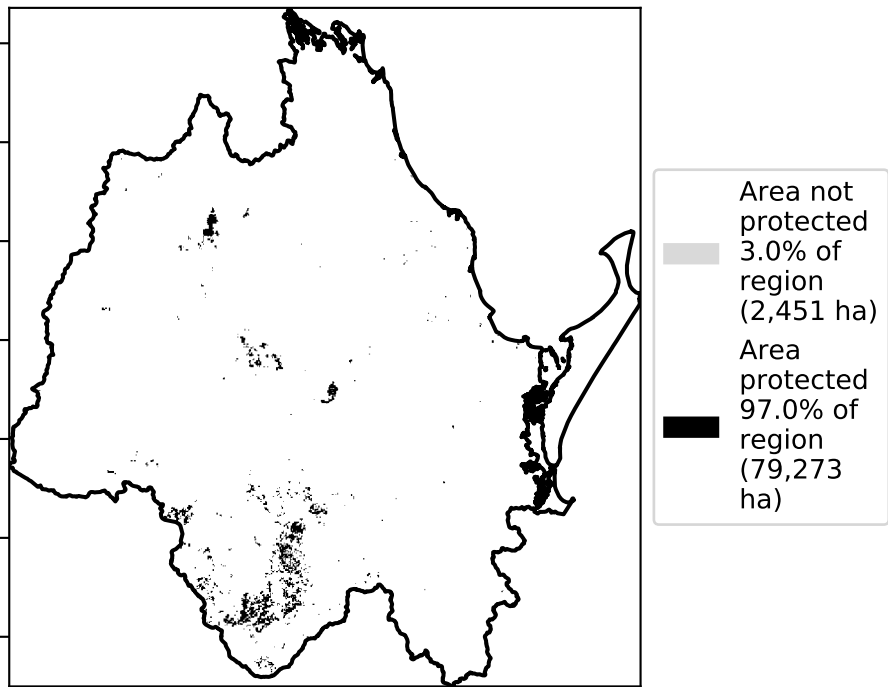 Area not
protected
3.0% of
region
(2,451 ha)
Area
protected
97.0% of
region
(79,273
ha)